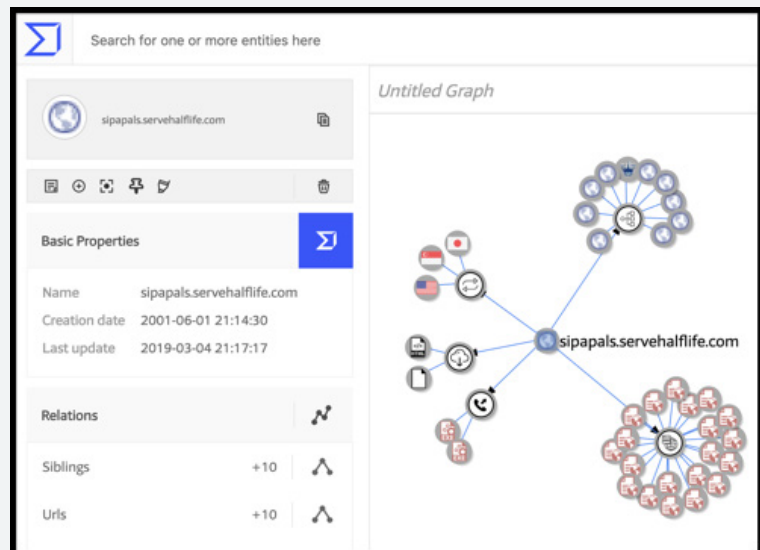 Search for one or more entities here
sipapals.servehalflife.com
Basic Properties
Name sipapals.servehalflife.com
Creation date 2001-06-01 21:14:30
Last update 2019-03-04 21:17:17
Relations
Siblings +10
Urls +10
Untitled Graph
sipapals.servehalflife.com